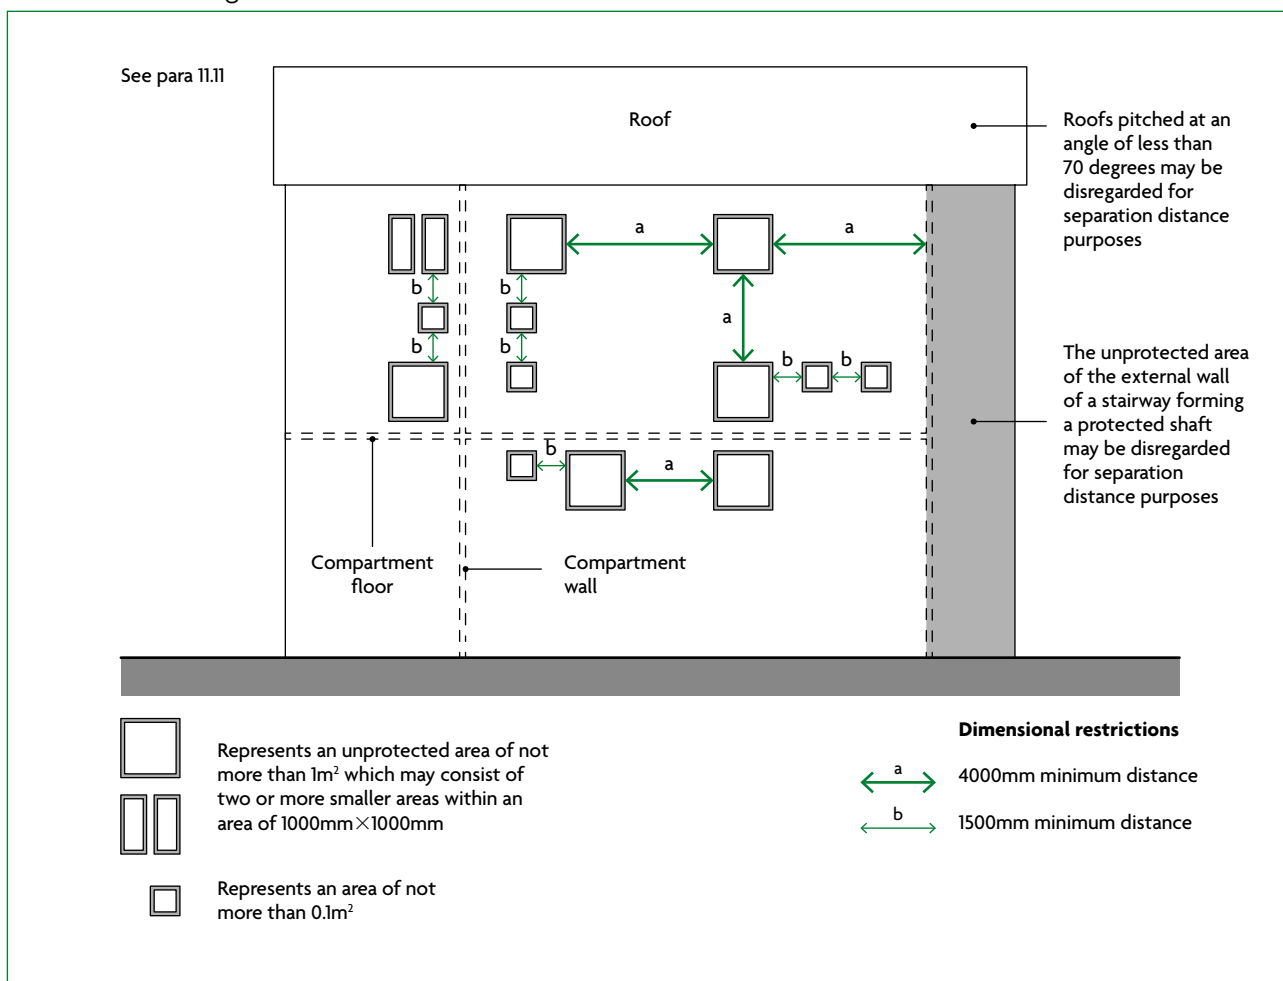 See para 11.11
Roof
Roofs pitched at an
angle of less than
70 degrees may be
disregarded for
separation distance
purposes
a
a
b
b
a
b
b
b
b
The unprotected area
of the external wall
of a stairway forming
a protected shaft
may be disregarded
for separation
distance purposes
b
a
Compartment
floor
Compartment
wall
Represents an unprotected area of not
more than 1m² which may consist of
two or more smaller areas within an
area of 1000mm×1000mm
Represents an area of not
more than 0.1m²
Dimensional restrictions
a
4000mm minimum distance
b
1500mm minimum distance